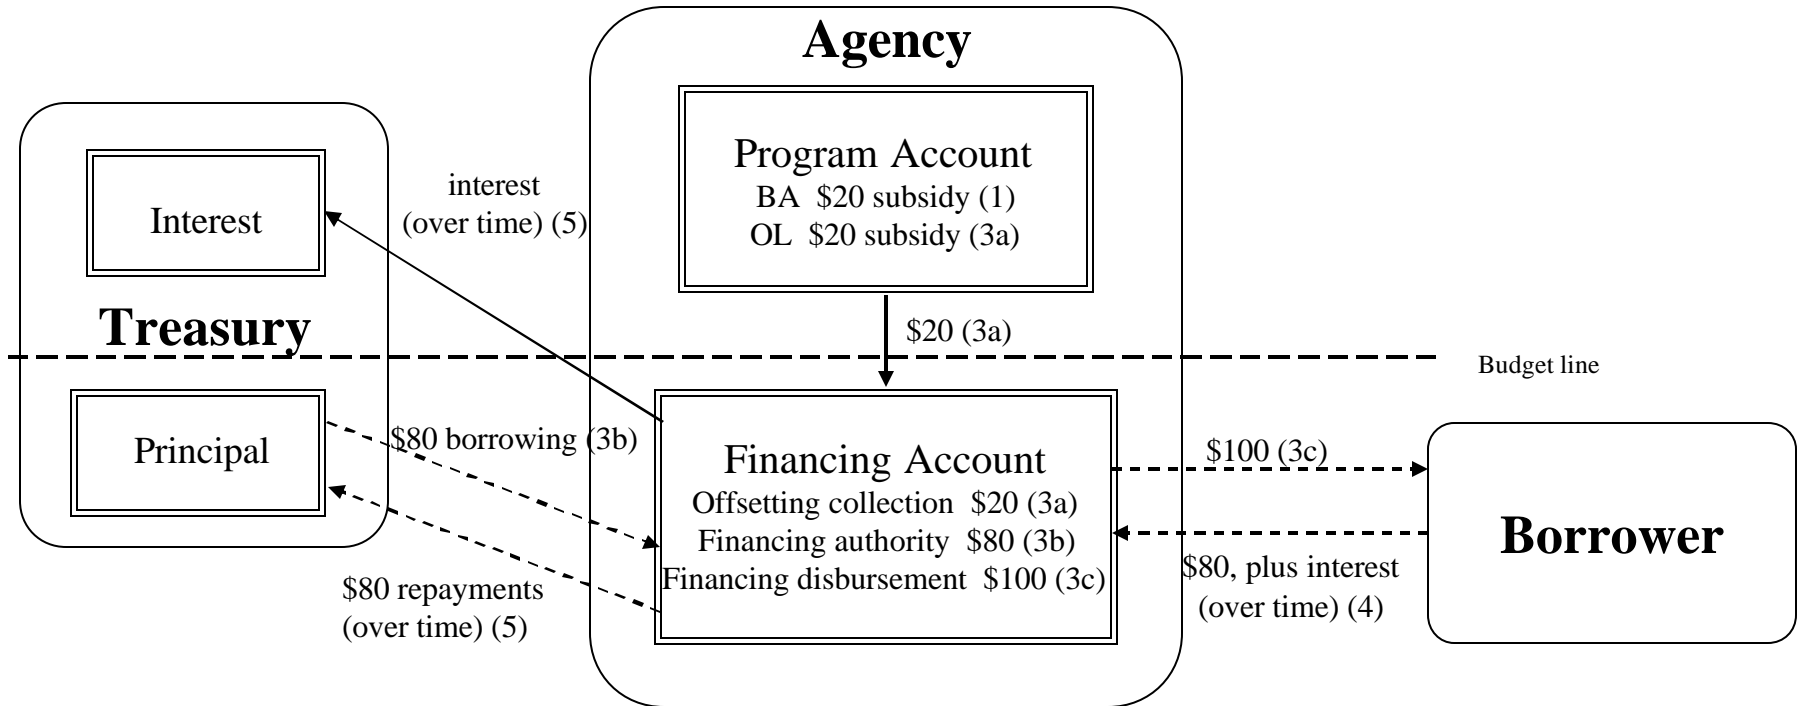 Agency
Program Account
BA $20 subsidy (1)
OL $20 subsidy (3a)
interest
(over time) (5)
Interest
Treasury
$20 (3a)
Budget line
Principal
$80 borrowing (3b)
Financing Account
Offsetting collection $20 (3a)
Financing authority $80 (3b)
Financing disbursement $100 (3c)
$100 (3c)
Borrower
$80, plus interest
(over time) (4)
$80 repayments
(over time) (5)